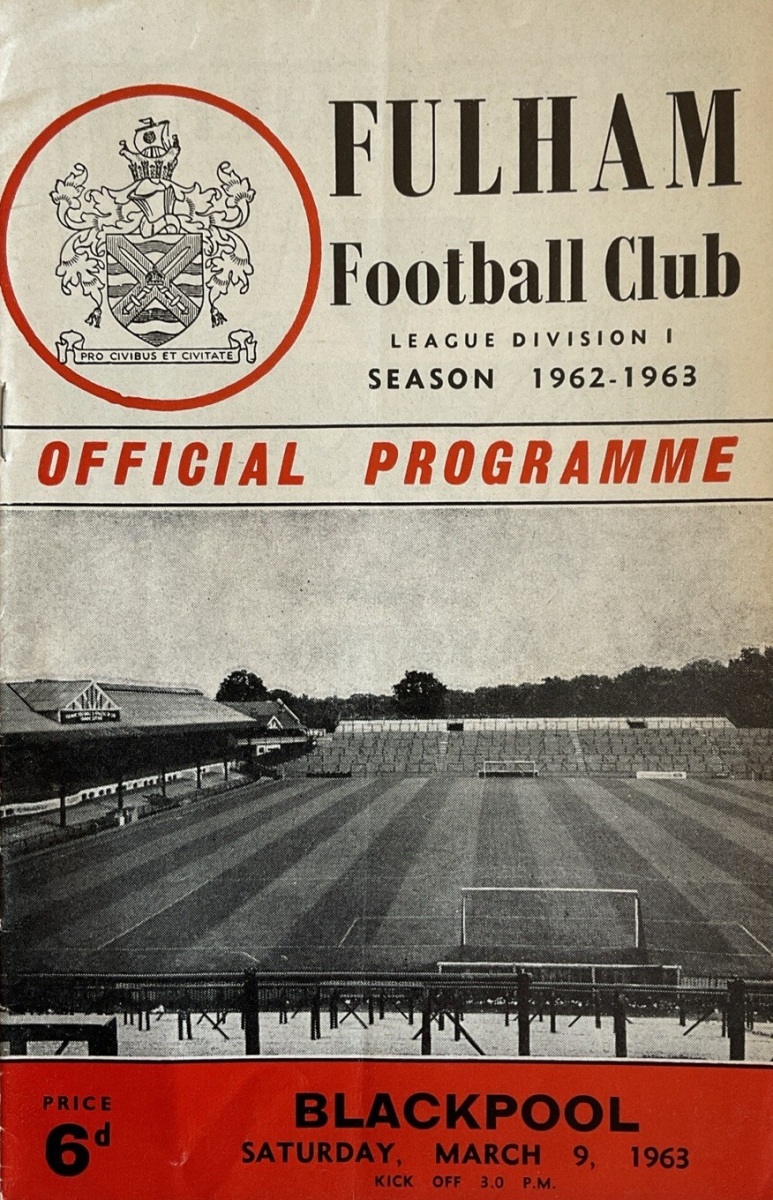 FULHAM
Football Club
LEAGUE DIVISION I
SEASON 1962-1963
PRO CIVIBUS ET CIVITATE
OFFICIAL PROGRAMME
PRICE
6d
BLACKPOOL
SATURDAY, MARCH 9, 1963
KICK OFF 3.0 P.M.